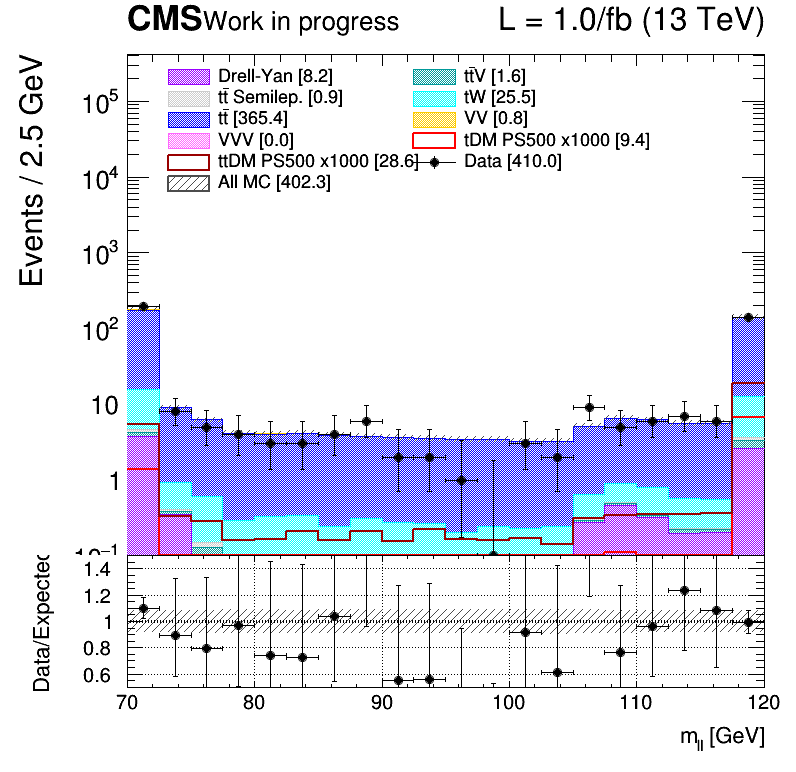 CMS Work in progress L = 1.0/fb (13 TeV)
Events / 2.5 GeV
Drell-Yan [8.2]
tt̄V [1.6]
tt̄ Semilep. [0.9]
tW [25.5]
tt̄ [365.4]
VV [0.8]
VVV [0.0]
tDM PS500 x1000 [9.4]
ttDM PS500 x1000 [28.6]
Data [410.0]
All MC [402.3]
10⁵
10⁴
10³
10²
10
1
10⁻¹
Data/Expected
1.4
1.2
1
0.8
0.6
70 80 90 100 110 120
m_ll [GeV]